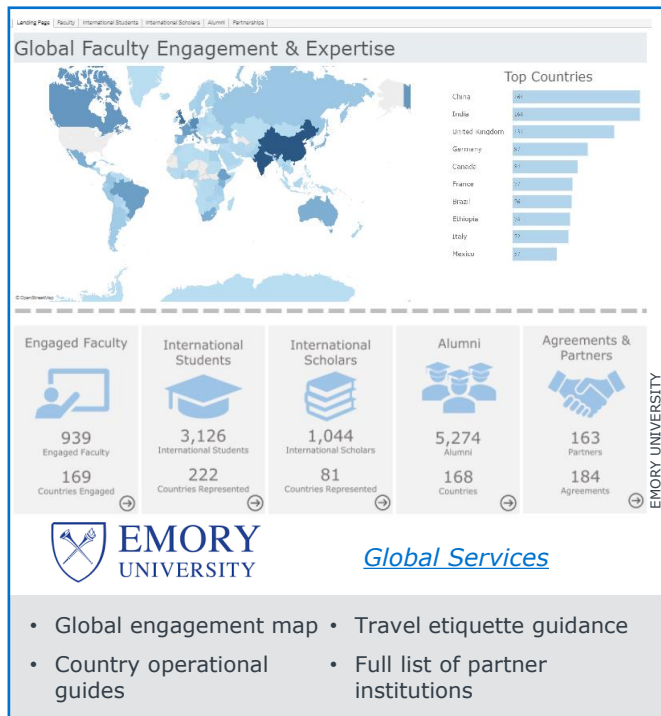 Landing Page Faculty International Students International Scholars Alumni Partnerships
Global Faculty Engagement & Expertise
Top Countries
China
India
United Kingdom
Germany
Canada
France
Brazil
Ethiopia
Italy
Mexico
© OpenStreetMap
Engaged Faculty
939
Engaged Faculty
169
Countries Engaged
International
Students
3,126
International Students
222
Countries Represented
International
Scholars
1,044
International Scholars
81
Countries Represented
Alumni
5,274
Alumni
168
Countries
Agreements &
Partners
163
Partners
184
Agreements
EMORY UNIVERSITY
EMORY
UNIVERSITY
Global Services
• Global engagement map
• Country operational
guides
• Travel etiquette guidance
• Full list of partner
institutions